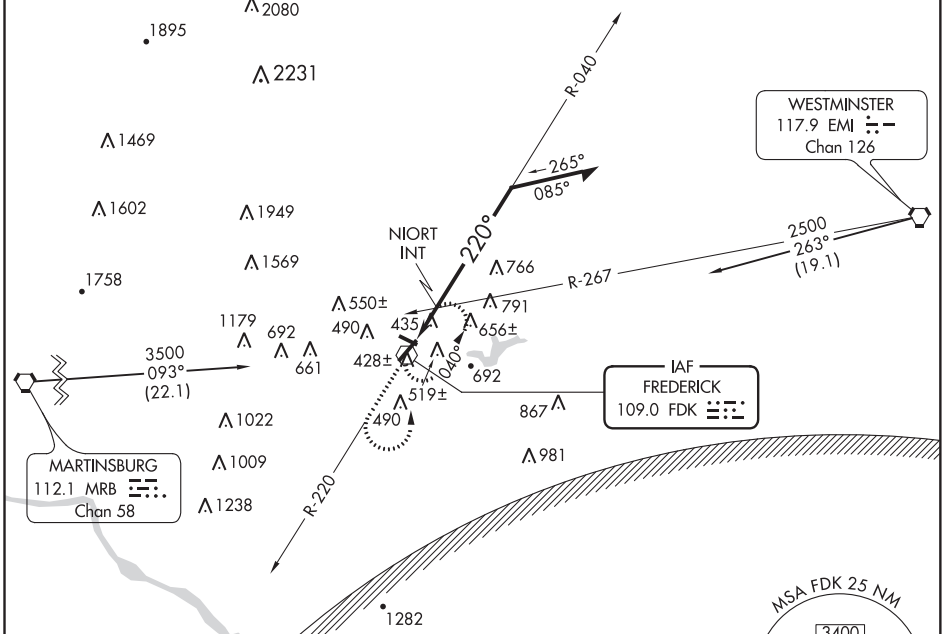 2080
1895
2231
R-040
WESTMINSTER
117.9 EMI
Chan 126
1469
265°
085°
1602
1949
NIORT
INT
220°
2500
263°
(19.1)
1569
766
R-267
1758
550±
791
1179
692
490
435
656±
3500
093°
(22.1)
661
428±
040°
692
519±
IAF
FREDERICK
109.0 FDK
867
490
1022
MARTINSBURG
112.1 MRB
Chan 58
1009
981
1238
R-220
MSA FDK 25 NM
1282
3400